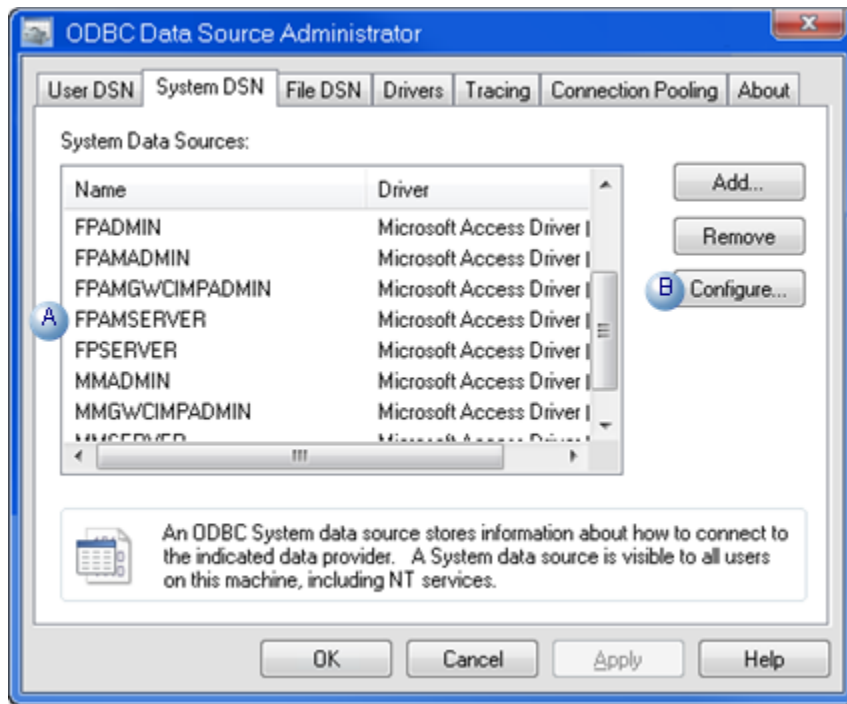 ODBC Data Source Administrator
User DSN System DSN File DSN Drivers Tracing Connection Pooling About
System Data Sources:
Name Driver
FPADMIN Microsoft Access Driver
FPAMADMIN Microsoft Access Driver
FPAMGWCIMPADMIN Microsoft Access Driver
A FPAMSERVER Microsoft Access Driver
FPSERVER Microsoft Access Driver
MMADMIN Microsoft Access Driver
MMGWCIMPADMIN Microsoft Access Driver
Add...
Remove
B Configure...
An ODBC System data source stores information about how to connect to
the indicated data provider. A System data source is visible to all users
on this machine, including NT services.
OK Cancel Apply Help